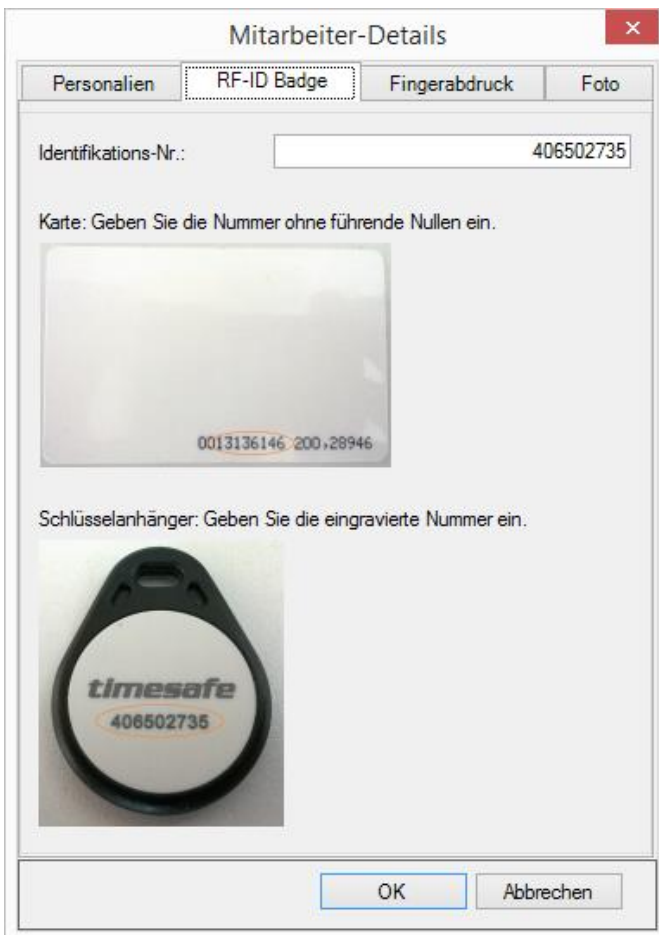 Mitarbeiter-Details
Personalien RF-ID Badge Fingerabdruck Foto
Identifikations-Nr.: 406502735
Karte: Geben Sie die Nummer ohne führende Nullen ein.
0013136146 200,28946
Schlüsselanhänger: Geben Sie die eingravierte Nummer ein.
timesafe
406502735
OK Abbrechen